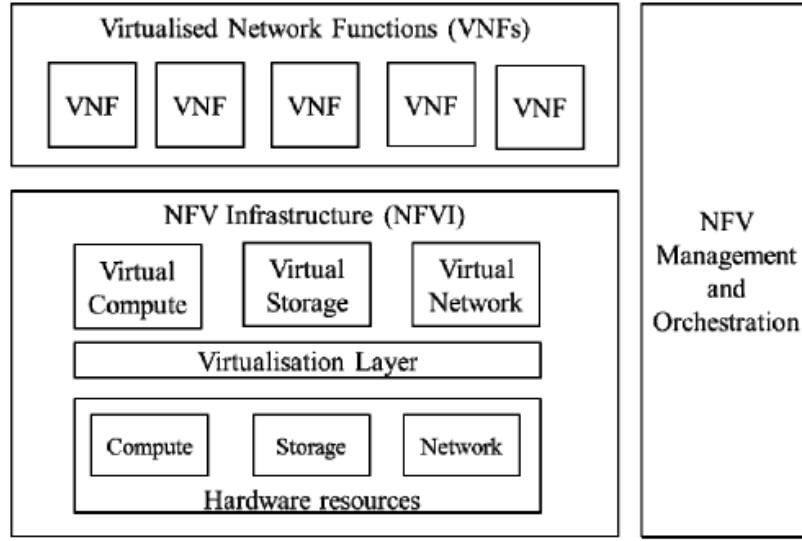 Virtualised Network Functions (VNFs)
VNF VNF VNF VNF VNF
NFV Infrastructure (NFVI)
Virtual
Compute
Virtual
Storage
Virtual
Network
Virtualisation Layer
Compute Storage Network
Hardware resources
NFV
Management
and
Orchestration